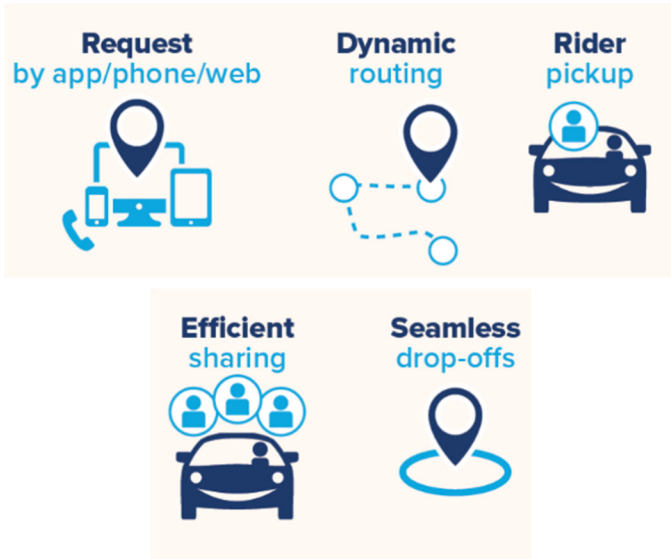 Request
by app/phone/web
Dynamic
routing
Rider
pickup
Efficient
sharing
Seamless
drop-offs